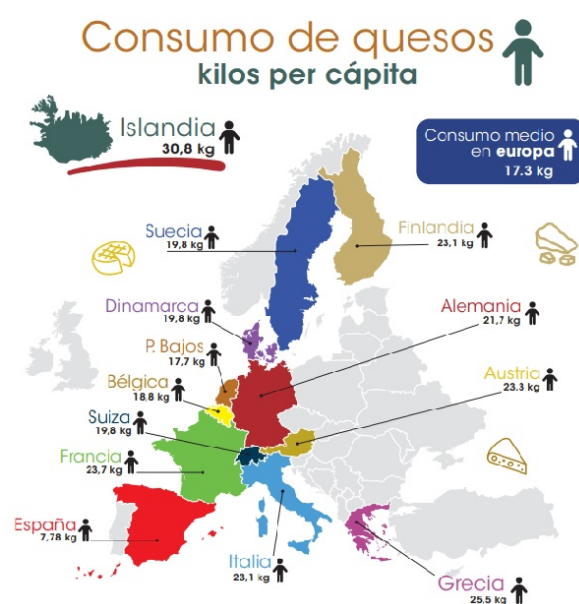 Consumo de quesos
kilos per cápita
Islandia
30,8 kg
Consumo medio
en europa
17.3 kg
Suecia
19,8 kg
Finlandia
23,1 kg
Dinamarca
19,8 kg
Alemania
21,7 kg
P. Bajos
17,7 kg
Bélgica
18,8 kg
Austria
23.3 kg
Suiza
19,8 kg
Francia
23,7 kg
España
7,78 kg
Italia
23,1 kg
Grecia
25,5 kg